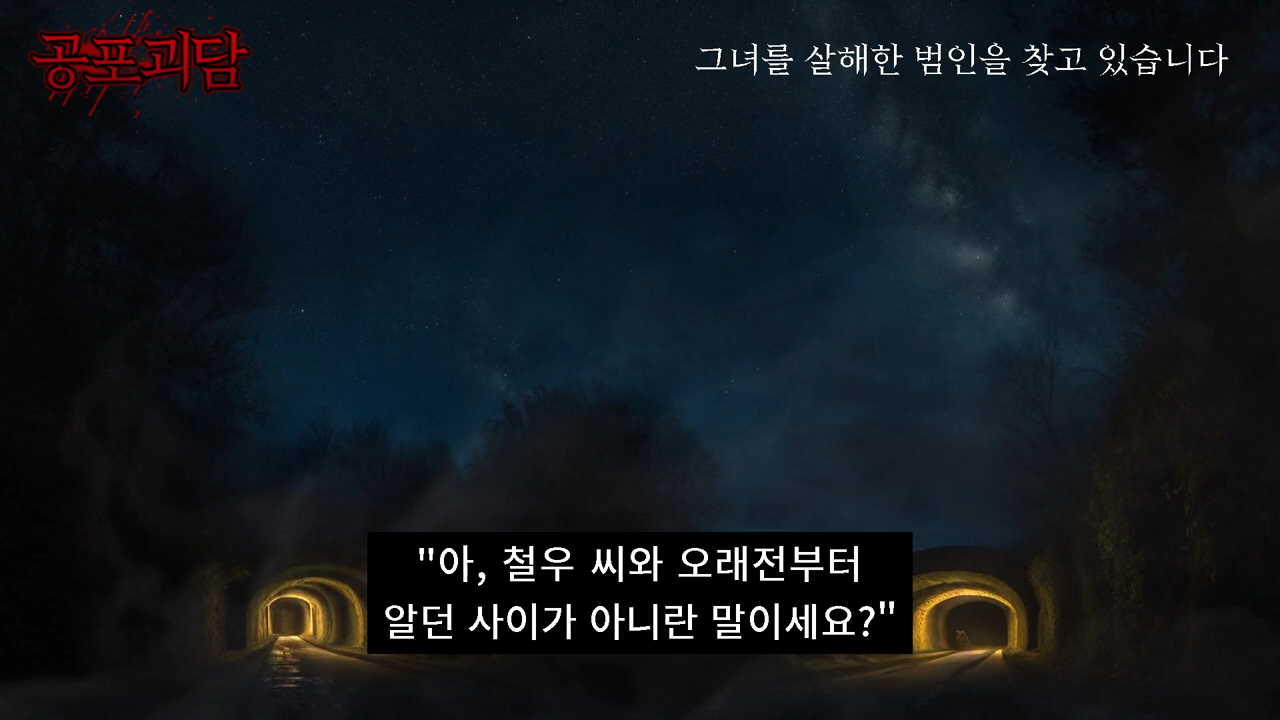 공포괴담
그녀를 살해한 범인을 찾고 있습니다
"아, 철우 씨와 오래전부터
알던 사이가 아니란 말이세요?"